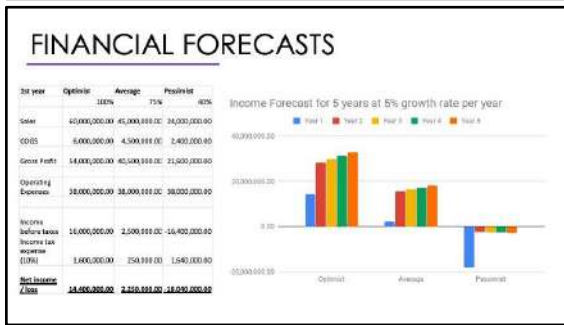 FINANCIAL FORECASTS
1st year Optimist Average Pessimist
100% 75% 40%
Sales 60,000,000.00 45,000,000.00 24,000,000.00
COGS 6,000,000.00 4,500,000.00 2,400,000.00
Gross Profit 54,000,000.00 40,500,000.00 21,600,000.00
Operating
Expenses 38,000,000.00 38,000,000.00 38,000,000.00
Income
before taxes 16,000,000.00 2,500,000.00 -16,400,000.00
Income tax
expense
(10%) 1,600,000.00 250,000.00 1,640,000.00
Net income
/ loss 14,400,000.00 2,250,000.00 -18,040,000.00
Income Forecast for 5 years at 5% growth rate per year
Year 1 Year 2 Year 3 Year 4 Year 5
40,000,000.00
20,000,000.00
0.00
-20,000,000.00
Optimist Average Pessimist